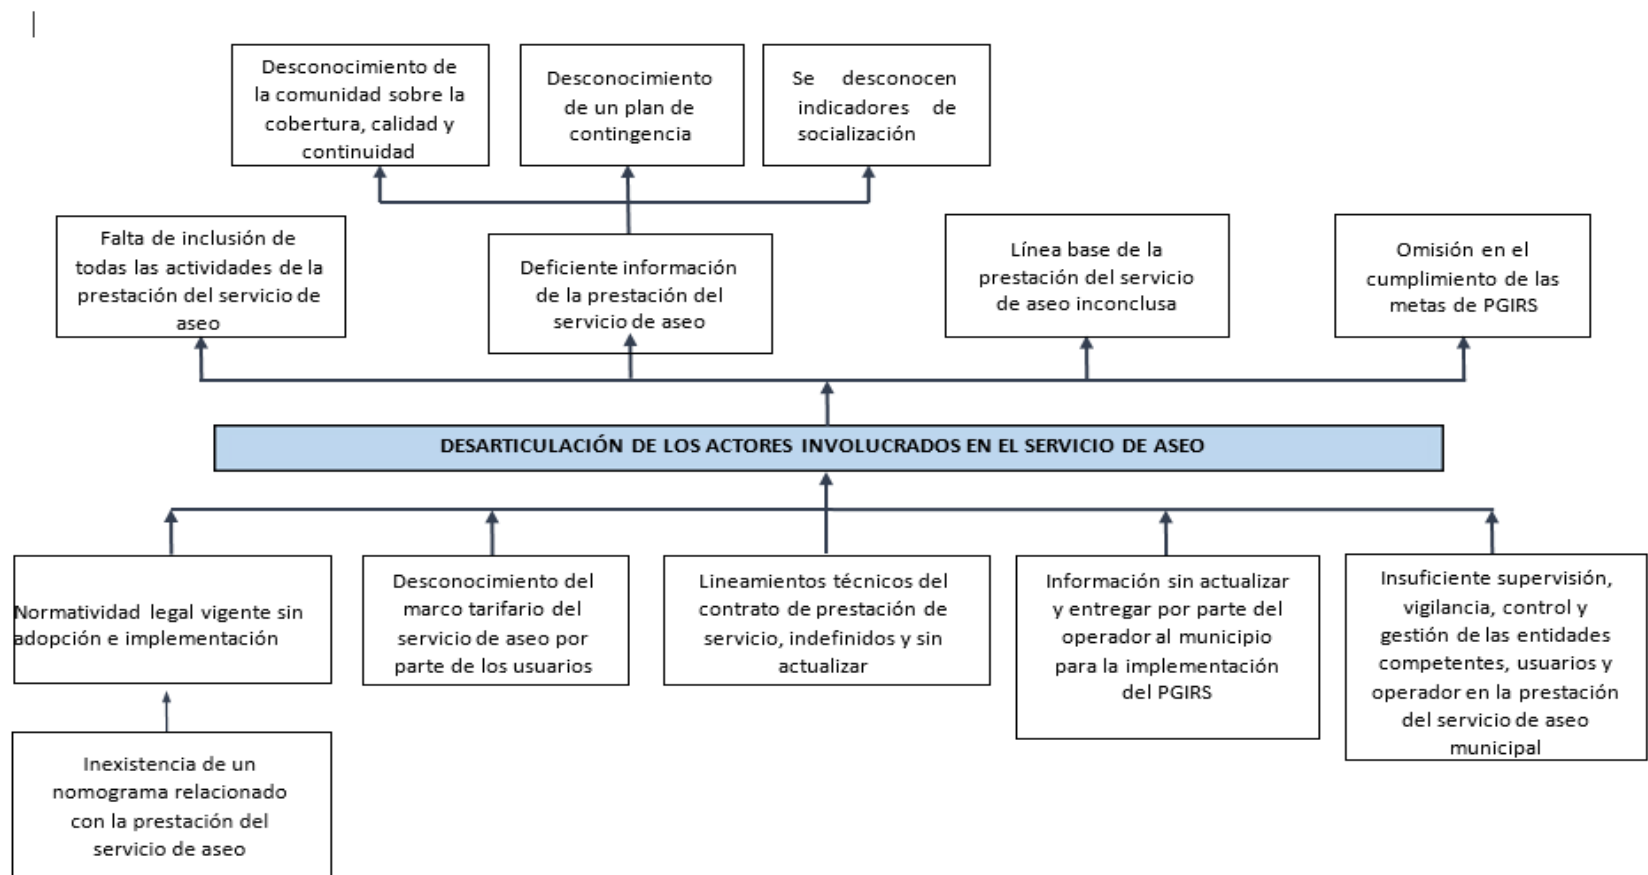 Desconocimiento de
la comunidad sobre la
cobertura, calidad y
continuidad
Desconocimiento
de un plan de
contingencia
Se desconocen
indicadores de
socialización
Falta de inclusión de
todas las actividades de la
prestación del servicio de
aseo
Deficiente información
de la prestación del
servicio de aseo
Línea base de la
prestación del servicio
de aseo inconclusa
Omisión en el
cumplimiento de las
metas de PGIRS
DESARTICULACIÓN DE LOS ACTORES INVOLUCRADOS EN EL SERVICIO DE ASEO
Normatividad legal vigente sin
adopción e implementación
Desconocimiento del
marco tarifario del
servicio de aseo por
parte de los usuarios
Lineamientos técnicos del
contrato de prestación de
servicio, indefinidos y sin
actualizar
Información sin actualizar
y entregar por parte del
operador al municipio
para la implementación
del PGIRS
Insuficiente supervisión,
vigilancia, control y
gestión de las entidades
competentes, usuarios y
operador en la prestación
del servicio de aseo
municipal
Inexistencia de un
nomograma relacionado
con la prestación del
servicio de aseo